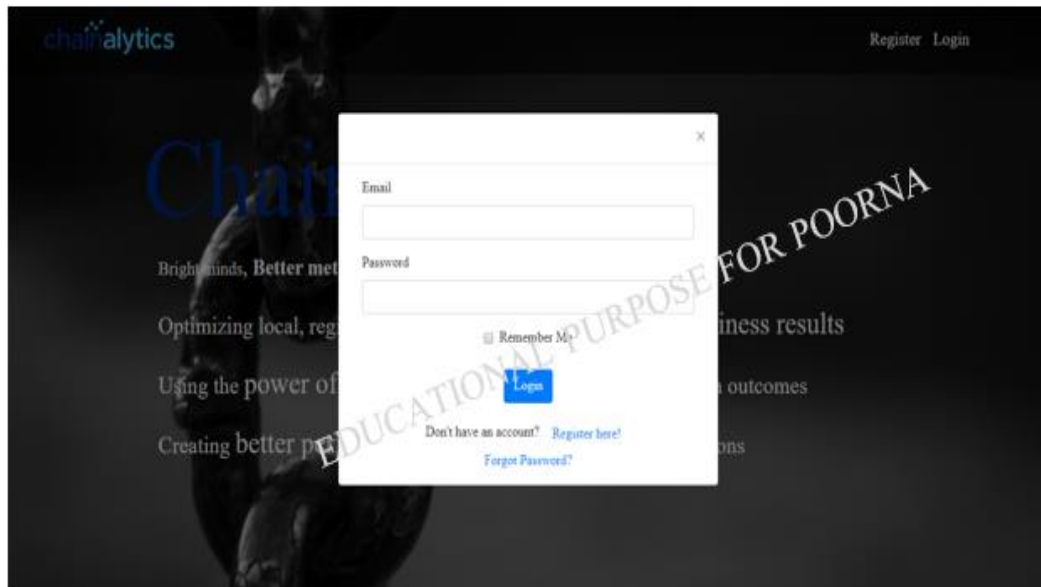 chainalytics
Register Login
Chain
×
Email
Password
Bright minds, Better met
Optimizing local, reg iness results
Remember Me
Using the power of outcomes
Login
Creating better ons
Don't have an account? Register here!
Forgot Password?
EDUCATIONAL PURPOSE FOR POORNA